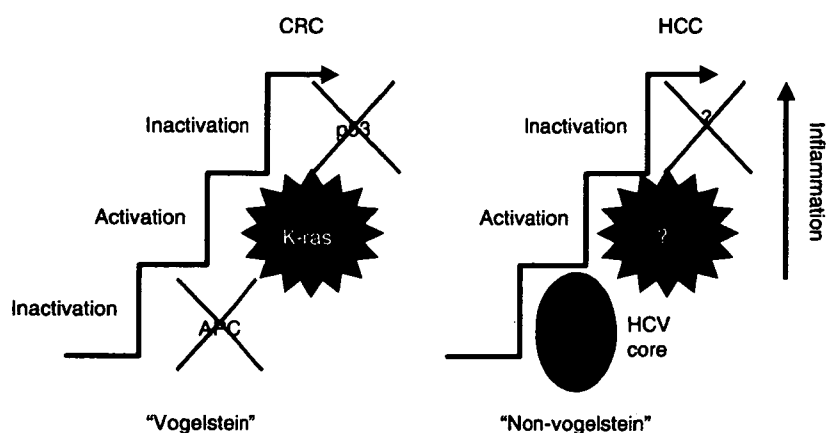 CRC
Inactivation
p53
Activation
K-ras
Inactivation
APC
"Vogelstein"
HCC
Inactivation
?
Activation
?
HCV
core
Inflammation
"Non-vogelstein"